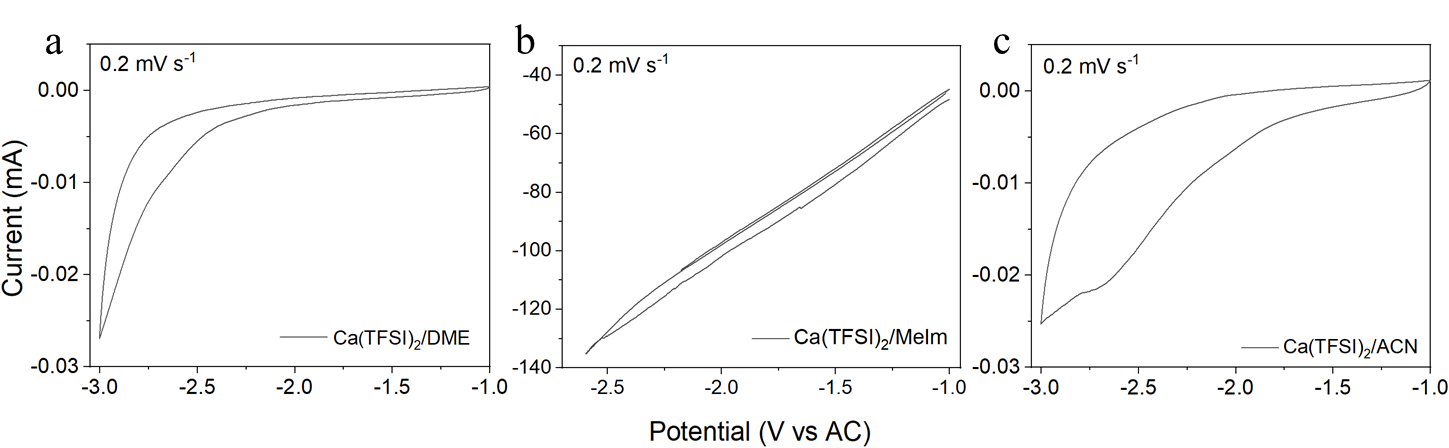 a
0.2 mV s⁻¹
0.00
-0.01
-0.02
-0.03
-3.0 -2.5 -2.0 -1.5 -1.0
Ca(TFSI)₂/DME
Current (mA)
b
0.2 mV s⁻¹
-40
-60
-80
-100
-120
-140
-2.5 -2.0 -1.5 -1.0
Ca(TFSI)₂/MeIm
c
0.2 mV s⁻¹
0.00
-0.01
-0.02
-0.03
-3.0 -2.5 -2.0 -1.5 -1.0
Ca(TFSI)₂/ACN
Potential (V vs AC)